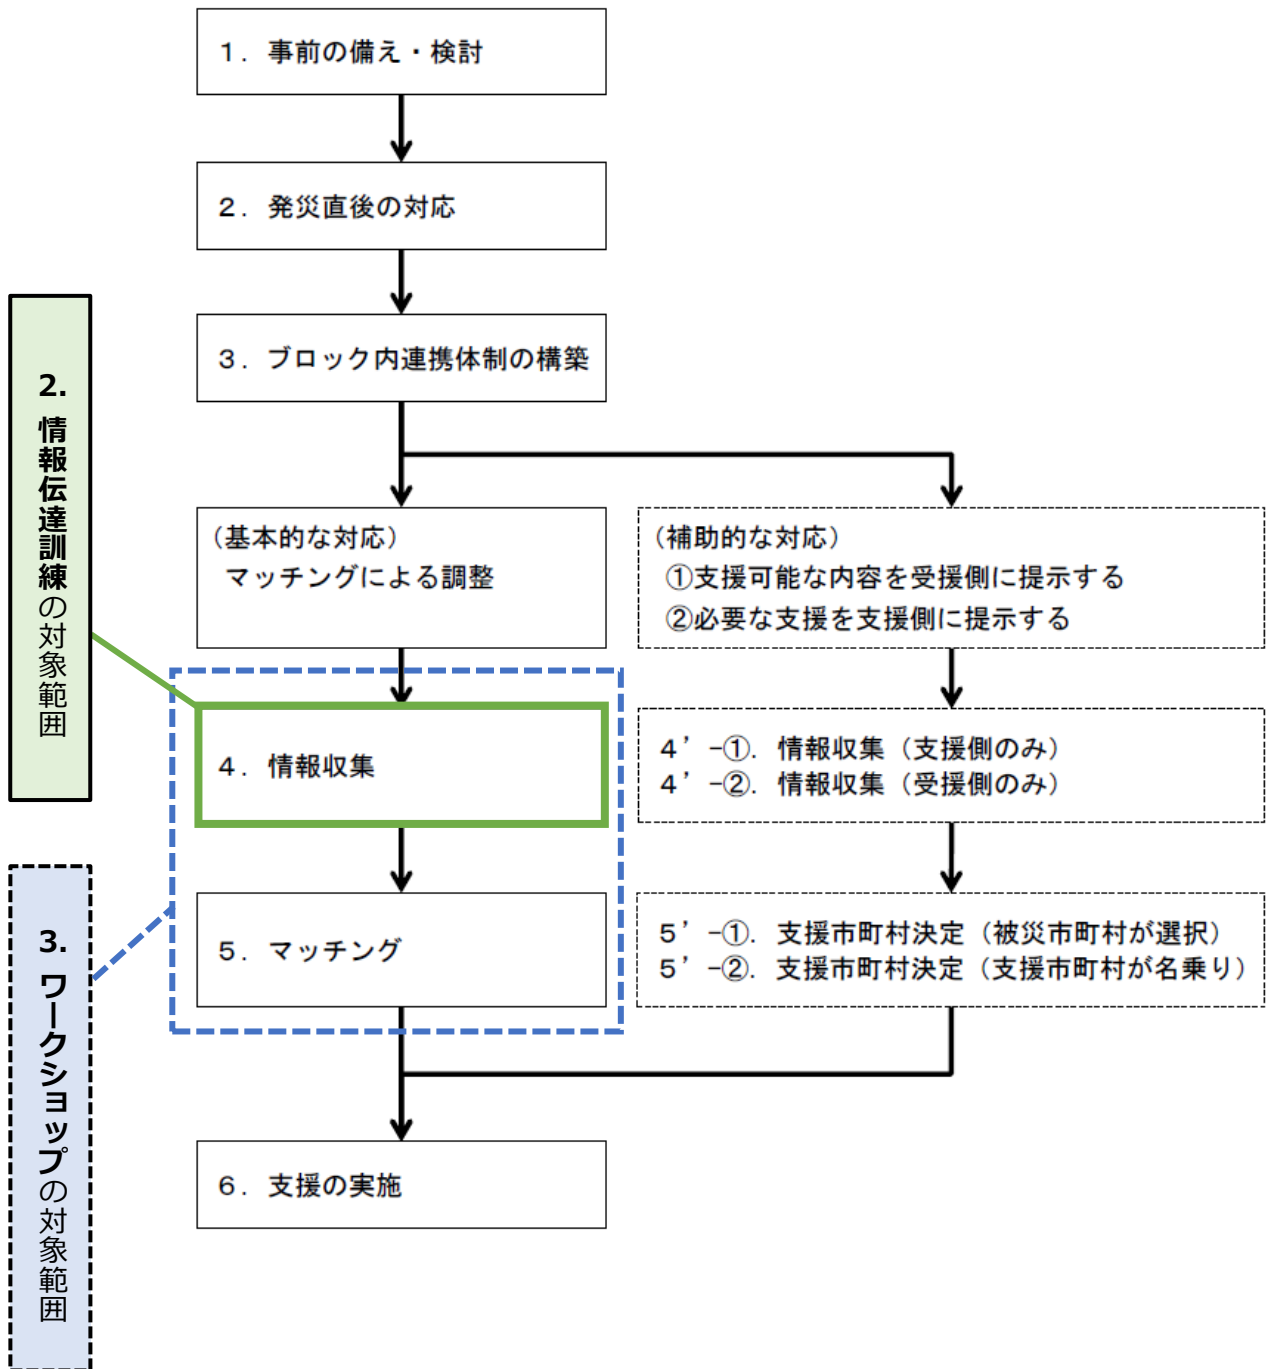 １．事前の備え・検討
２．発災直後の対応
３．ブロック内連携体制の構築
（基本的な対応）
マッチングによる調整
（補助的な対応）
①支援可能な内容を受援側に提示する
②必要な支援を支援側に提示する
４．情報収集
４’-①．情報収集（支援側のみ）
４’-②．情報収集（受援側のみ）
５．マッチング
５’-①．支援市町村決定（被災市町村が選択）
５’-②．支援市町村決定（支援市町村が名乗り）
６．支援の実施
2. 情報伝達訓練の対象範囲
3. ワークショップの対象範囲